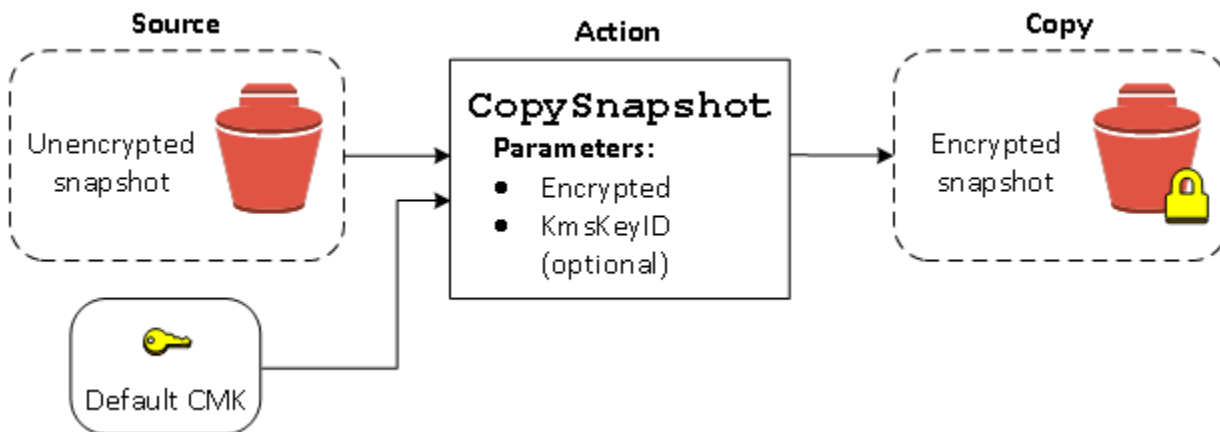 Source
Unencrypted
snapshot
Default CMK
Action
CopySnapshot
Parameters:
● Encrypted
● KmsKeyID
(optional)
Copy
Encrypted
snapshot